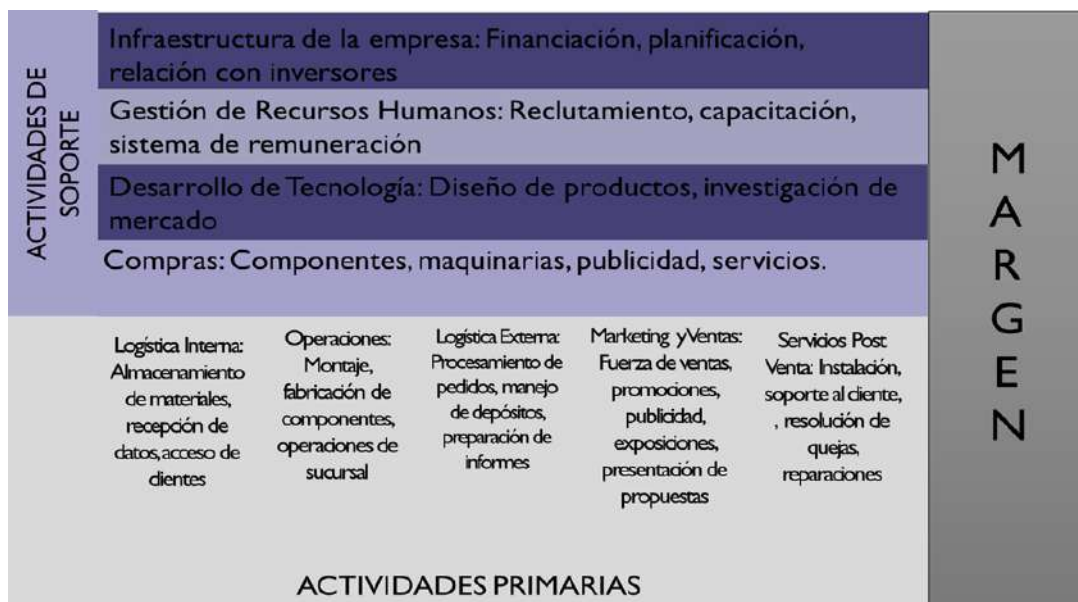 ACTIVIDADES DE
SOPORTE
Infraestructura de la empresa: Financiación, planificación,
relación con inversores
Gestión de Recursos Humanos: Reclutamiento, capacitación,
sistema de remuneración
Desarrollo de Tecnología: Diseño de productos, investigación de
mercado
Compras: Componentes, maquinarias, publicidad, servicios.
Logística Interna:
Almacenamiento
de materiales,
recepción de
datos, acceso de
clientes
Operaciones:
Montaje,
fabricación de
componentes,
operaciones de
sucursal
Logística Externa:
Procesamiento de
pedidos, manejo
de depósitos,
preparación de
informes
Marketing y Ventas:
Fuerza de ventas,
promociones,
publicidad,
exposiciones,
presentación de
propuestas
Servicios Post
Venta: Instalación,
soporte al cliente,
, resolución de
quejas,
reparaciones
ACTIVIDADES PRIMARIAS
MARGEN